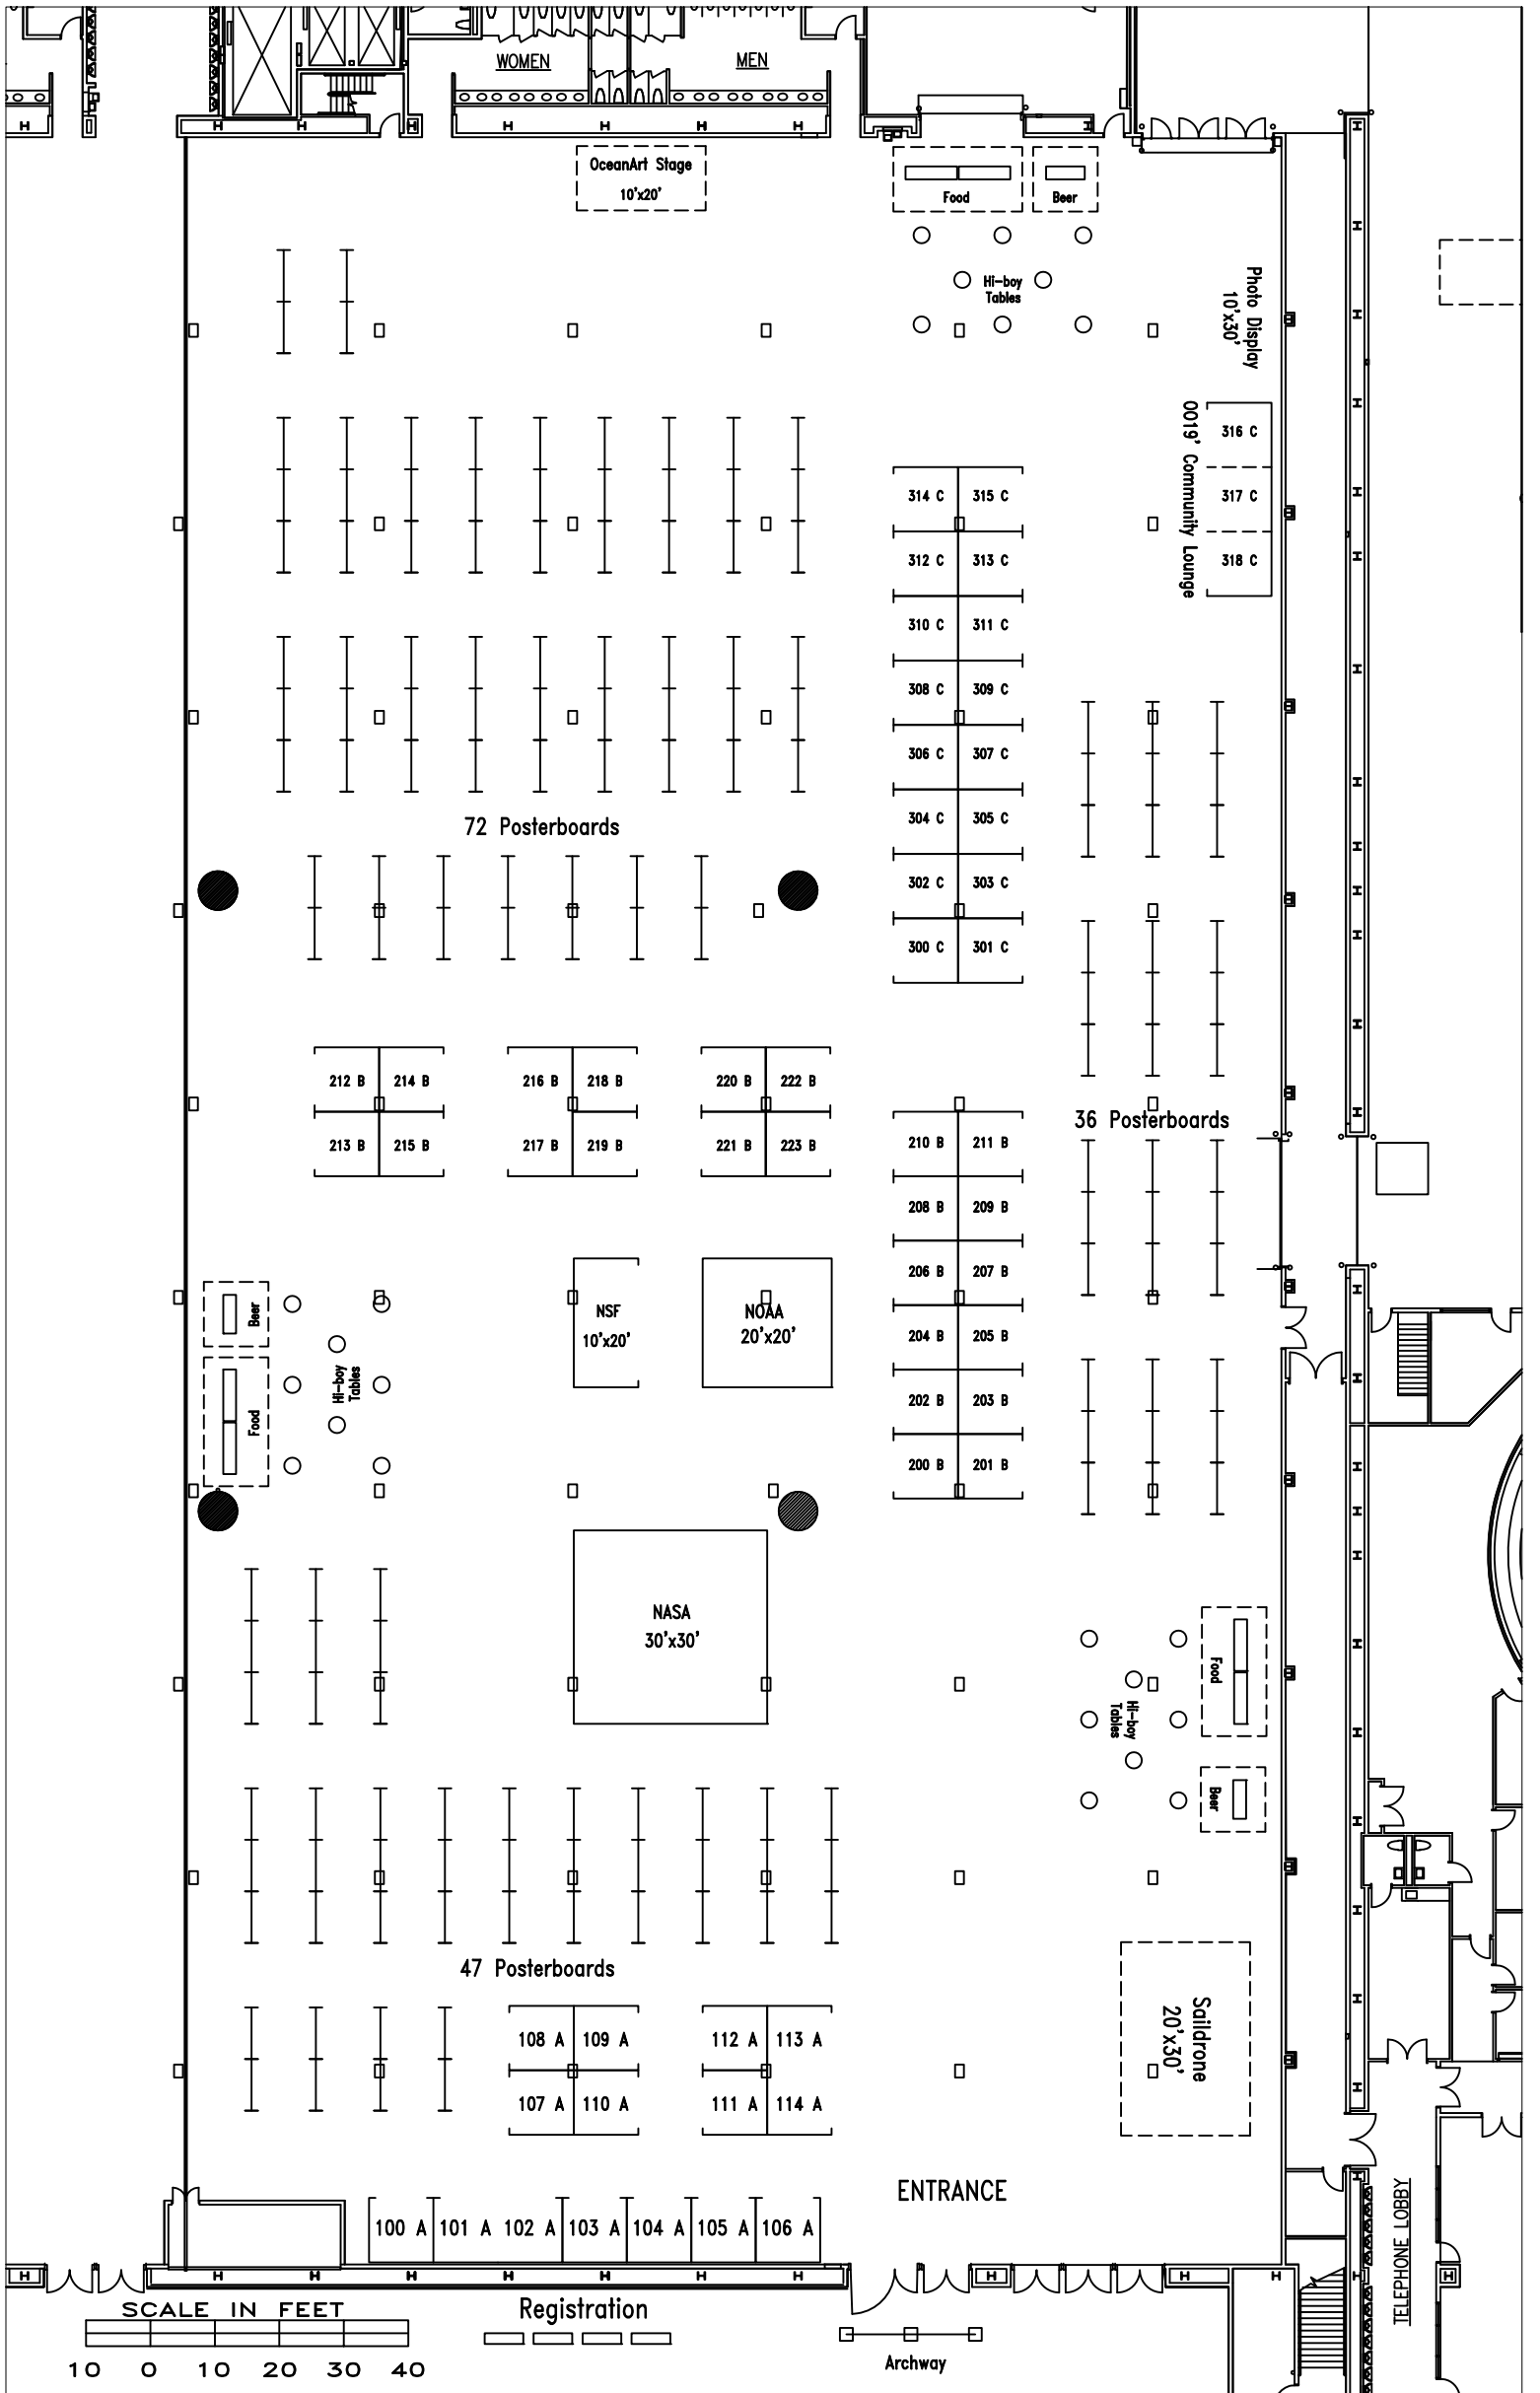 WOMEN
MEN
OceanArt Stage
10'x20'
Food
Beer
Hi-boy
Tables
Photo Display
10'x30'
316 C
317 C
318 C
OO19' Community Lounge
314 C 315 C
312 C 313 C
310 C 311 C
308 C 309 C
306 C 307 C
304 C 305 C
302 C 303 C
300 C 301 C
72 Posterboards
212 B 214 B
216 B 218 B
220 B 222 B
213 B 215 B
217 B 219 B
221 B 223 B
36 Posterboards
210 B 211 B
208 B 209 B
206 B 207 B
204 B 205 B
202 B 203 B
200 B 201 B
Beer
Food
Hi-boy
Tables
NSF
10'x20'
NOAA
20'x20'
NASA
30'x30'
Food
Hi-boy
Tables
Beer
47 Posterboards
108 A 109 A
112 A 113 A
107 A 110 A
111 A 114 A
Saildrone
20'x30'
ENTRANCE
100 A 101 A 102 A 103 A 104 A 105 A 106 A
TELEPHONE LOBBY
SCALE IN FEET
10 0 10 20 30 40
Registration
Archway